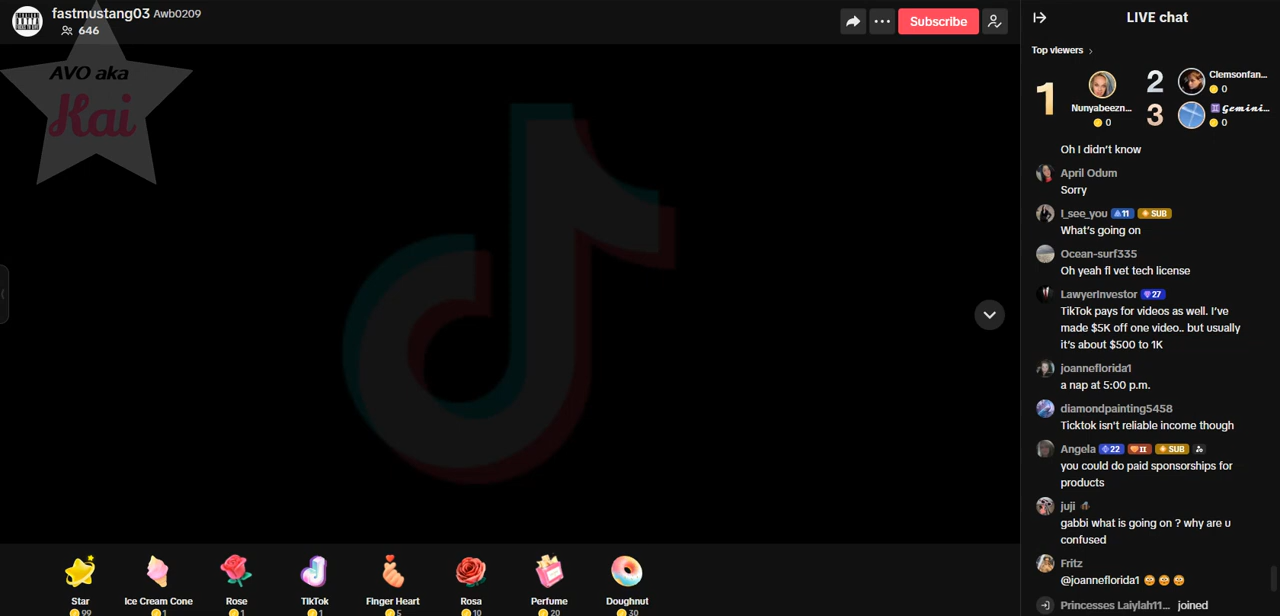 fastmustang03 Awb0209
646
Subscribe
LIVE chat
AVO aka
Kai
Top viewers
1
Nunyabeezn...
0
2
Clemsonfan...
0
3
Gemini...
0
Oh I didn't know
April Odum
Sorry
I_see_you 11 SUB
What's going on
Ocean-surf335
Oh yeah fl vet tech license
LawyerInvestor 27
TikTok pays for videos as well. I've
made $5K off one video.. but usually
it's about $500 to 1K
joanneflorida1
a nap at 5:00 p.m.
diamondpainting5458
Ticktok isn't reliable income though
Angela 22 II SUB
you could do paid sponsorships for
products
juji
gabbi what is going on ? why are u
confused
Fritz
@joanneflorida1
Princesses Laiylah11... joined
Star
99
Ice Cream Cone
1
Rose
1
TikTok
1
Finger Heart
5
Rosa
10
Perfume
20
Doughnut
30